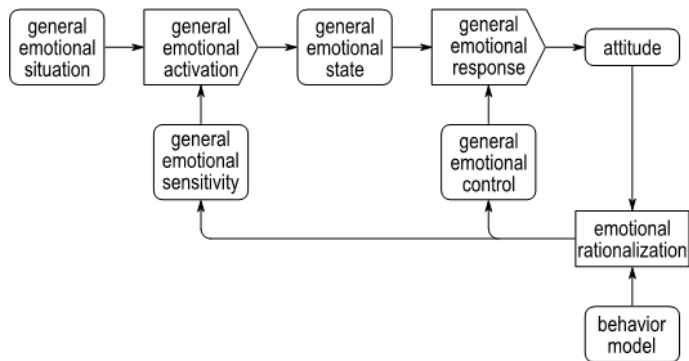 general
emotional
situation
general
emotional
activation
general
emotional
state
general
emotional
response
attitude
general
emotional
sensitivity
general
emotional
control
emotional
rationalization
behavior
model